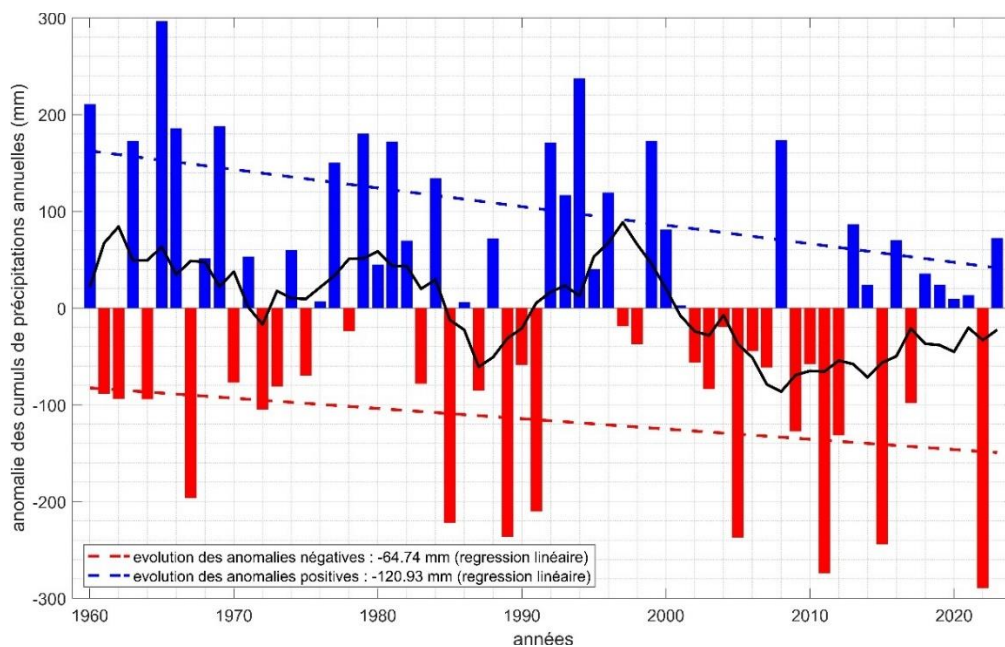 anomalie des cumuls de précipitations annuelles (mm)
300
200
100
0
-100
-200
-300
evolution des anomalies négatives : -64.74 mm (regression linéaire)
evolution des anomalies positives : -120.93 mm (regression linéaire)
1960 1970 1980 1990 2000 2010 2020
années